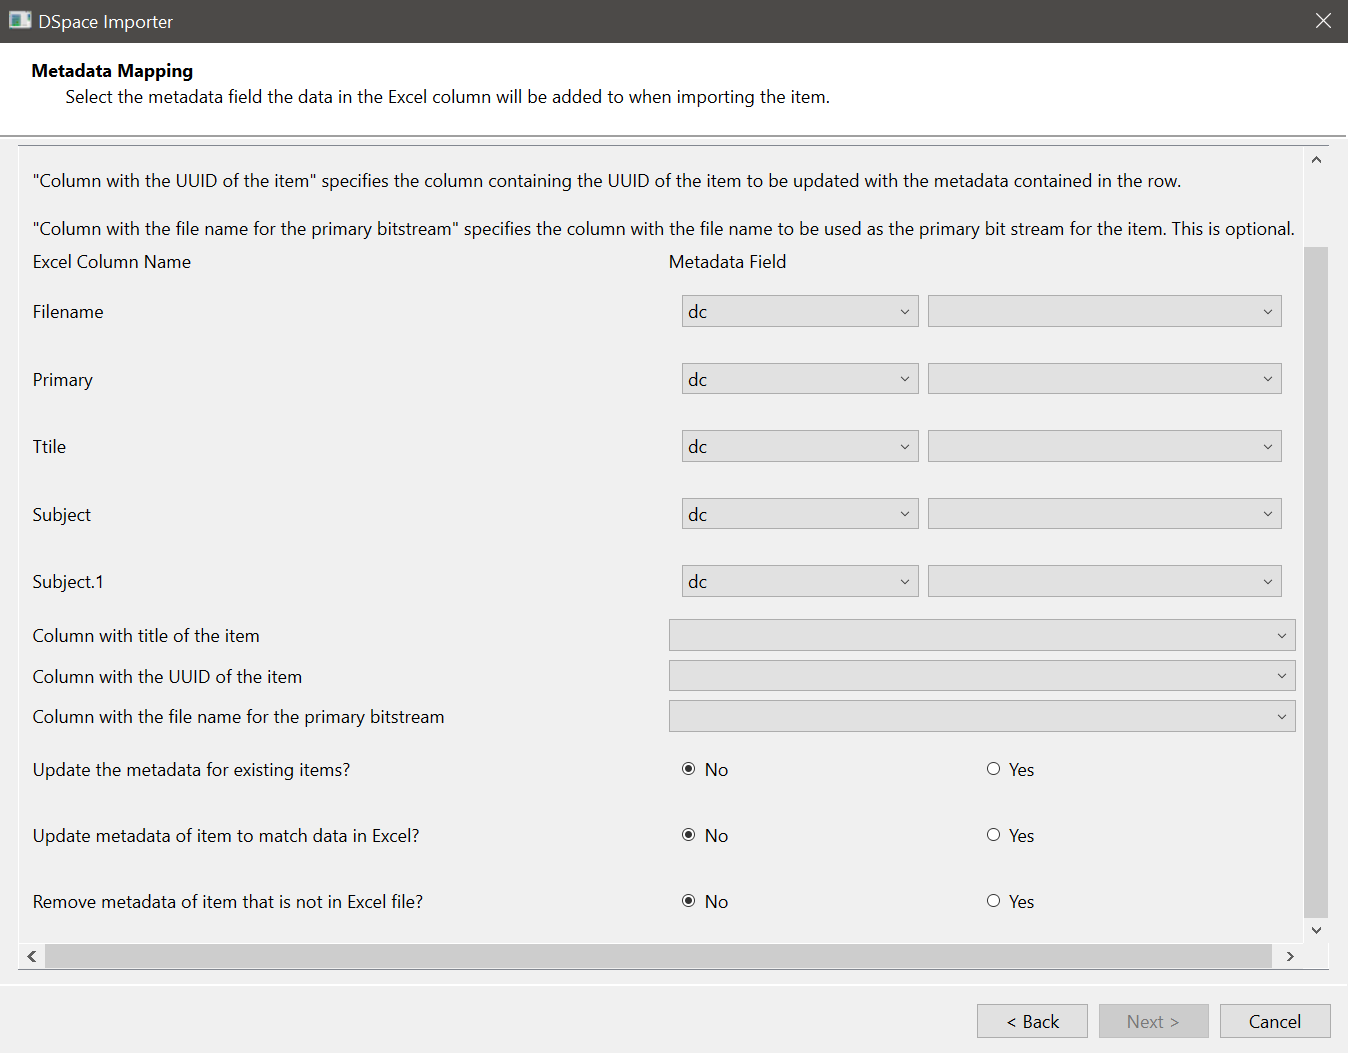 DSpace Importer
Metadata Mapping
Select the metadata field the data in the Excel column will be added to when importing the item.
"Column with the UUID of the item" specifies the column containing the UUID of the item to be updated with the metadata contained in the row.
"Column with the file name for the primary bitstream" specifies the column with the file name to be used as the primary bit stream for the item. This is optional.
Excel Column Name Metadata Field
Filename dc
Primary dc
Ttile dc
Subject dc
Subject.1 dc
Column with title of the item
Column with the UUID of the item
Column with the file name for the primary bitstream
Update the metadata for existing items? No Yes
Update metadata of item to match data in Excel? No Yes
Remove metadata of item that is not in Excel file? No Yes
< Back Next > Cancel